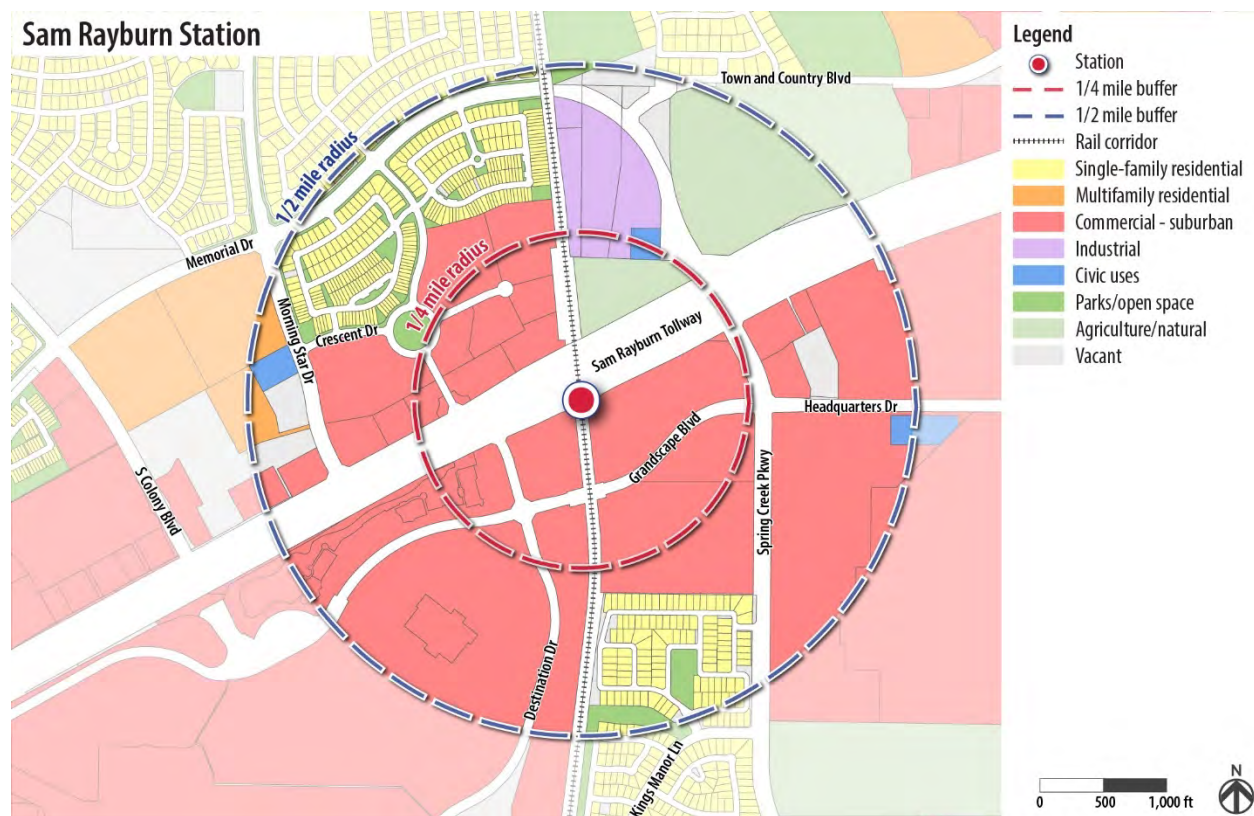 Sam Rayburn Station
Town and Country Blvd
1/2 mile radius
Memorial Dr
1/4 mile radius
Morning Star Dr
Crescent Dr
Sam Rayburn Tollway
Headquarters Dr
Grandscape Blvd
S Colony Blvd
Spring Creek Pkwy
Destination Dr
Kings Manor Ln
Legend
Station
1/4 mile buffer
1/2 mile buffer
Rail corridor
Single-family residential
Multifamily residential
Commercial - suburban
Industrial
Civic uses
Parks/open space
Agriculture/natural
Vacant
N
0 500 1,000 ft